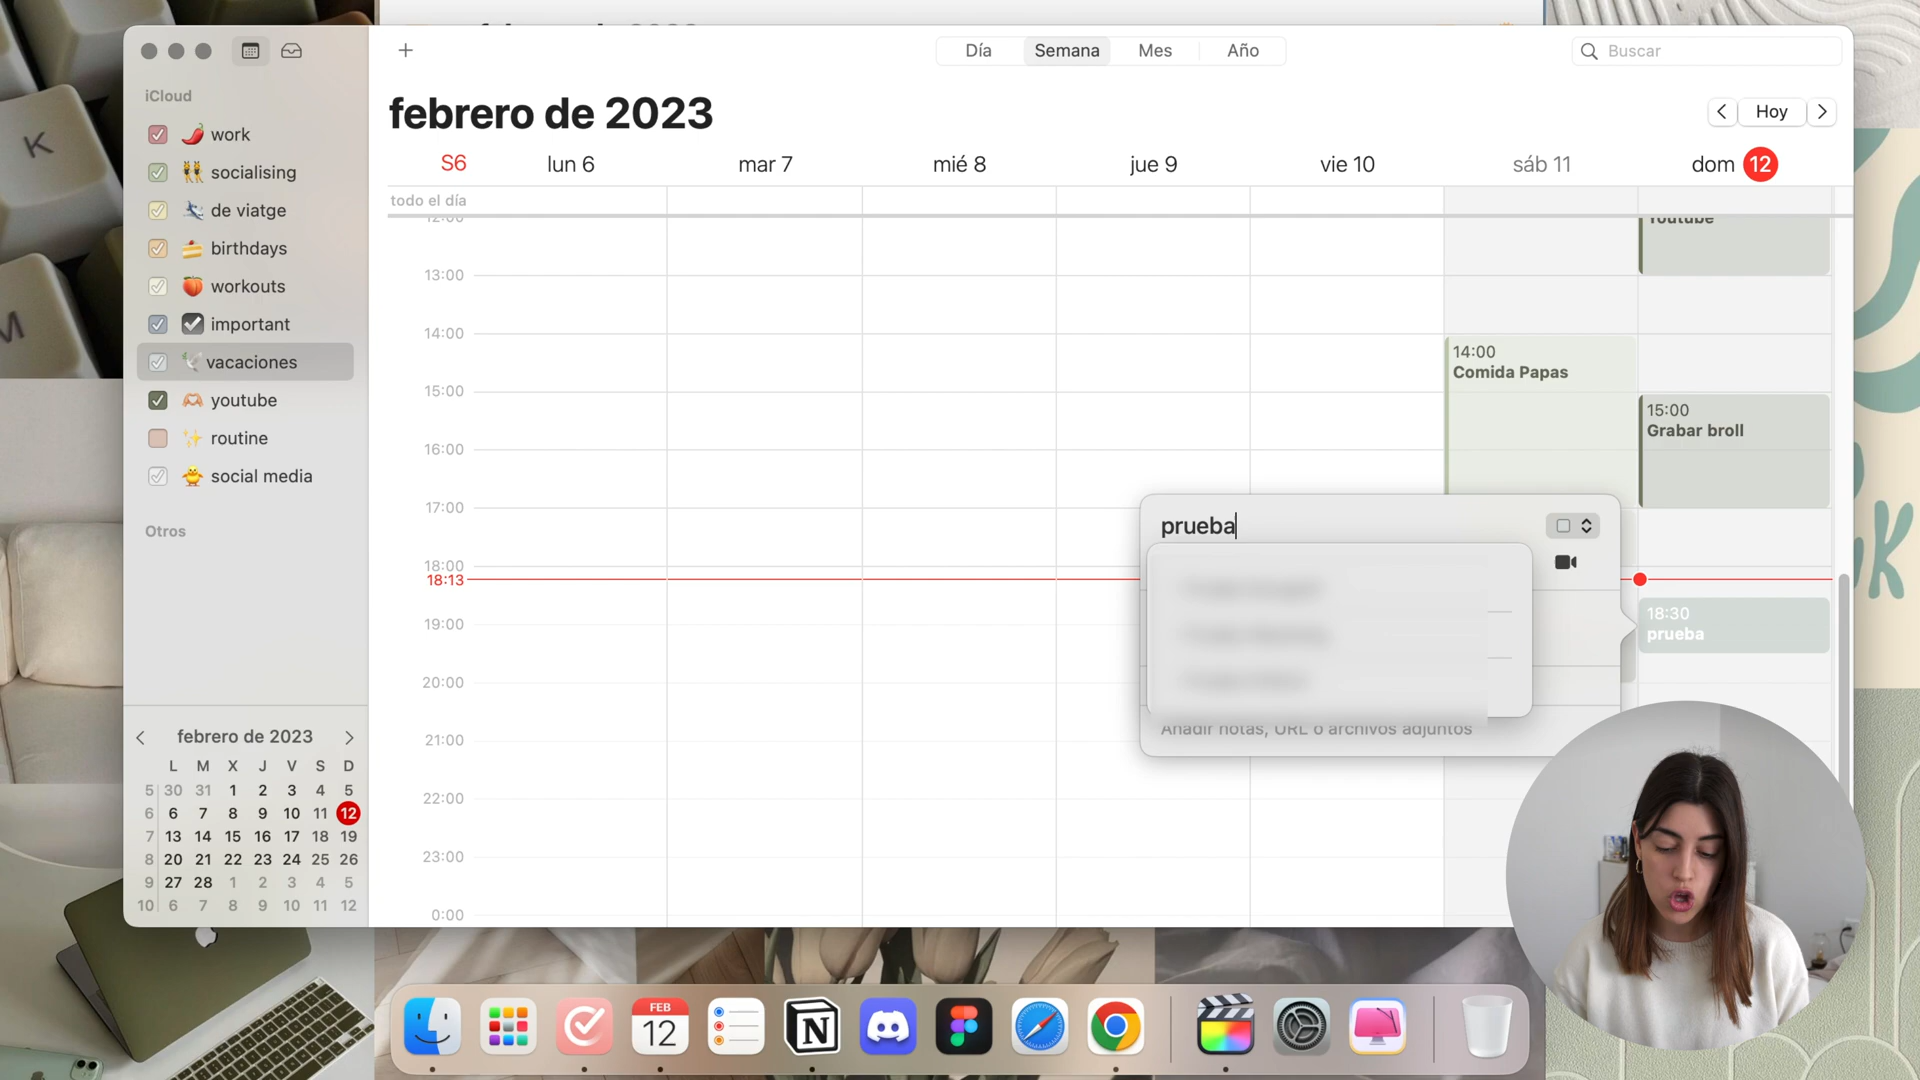 Día
Semana
Mes
Año
Buscar
iCloud
work
socialising
de viatge
birthdays
workouts
important
vacaciones
youtube
routine
social media
Otros
febrero de 2023
Hoy
S6
lun 6
mar 7
mié 8
jue 9
vie 10
sáb 11
dom 12
todo el día
12:00
13:00
14:00
15:00
16:00
17:00
18:00
18:13
19:00
20:00
21:00
22:00
23:00
0:00
Youtube
14:00
Comida Papas
15:00
Grabar broll
18:30
prueba
prueba
Añadir notas, URL o archivos adjuntos
febrero de 2023
L M X J V S D
5 30 31 1 2 3 4 5
6 6 7 8 9 10 11 12
7 13 14 15 16 17 18 19
8 20 21 22 23 24 25 26
9 27 28 1 2 3 4 5
10 6 7 8 9 10 11 12
K
M
FEB
12
N
K